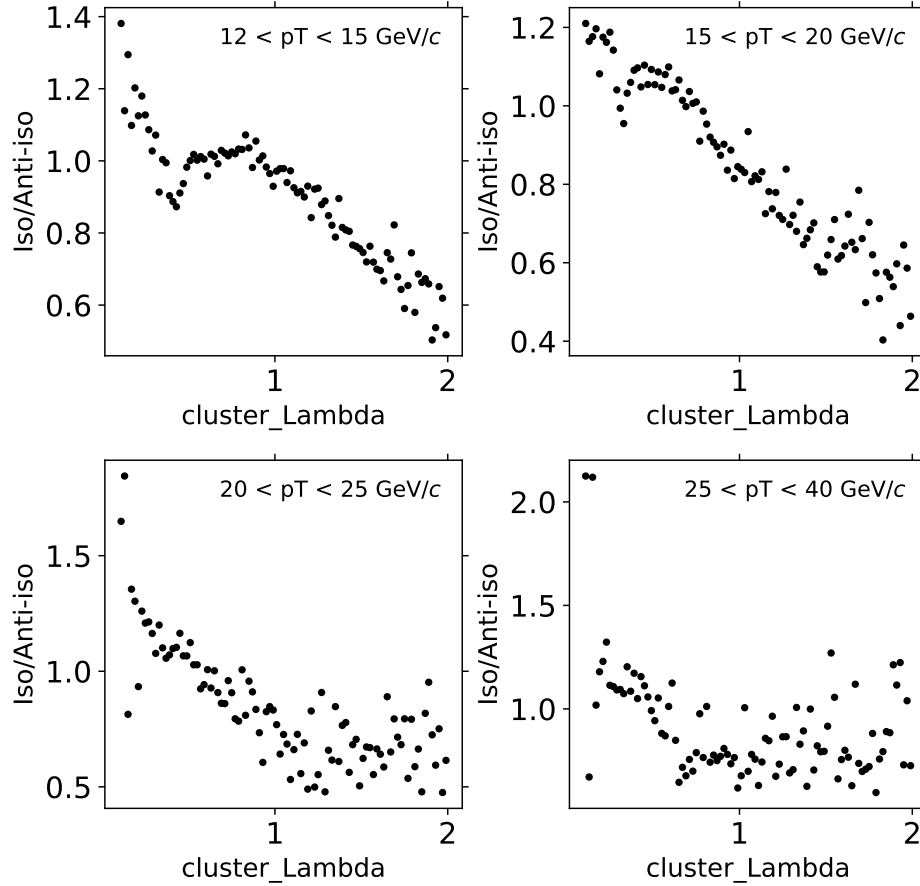 1.4
1.2
1.0
0.8
0.6
Iso/Anti-iso
12 < pT < 15 GeV/c
1
2
cluster_Lambda
1.2
1.0
0.8
0.6
0.4
Iso/Anti-iso
15 < pT < 20 GeV/c
1
2
cluster_Lambda
1.5
1.0
0.5
Iso/Anti-iso
20 < pT < 25 GeV/c
1
2
cluster_Lambda
2.0
1.5
1.0
Iso/Anti-iso
25 < pT < 40 GeV/c
1
2
cluster_Lambda